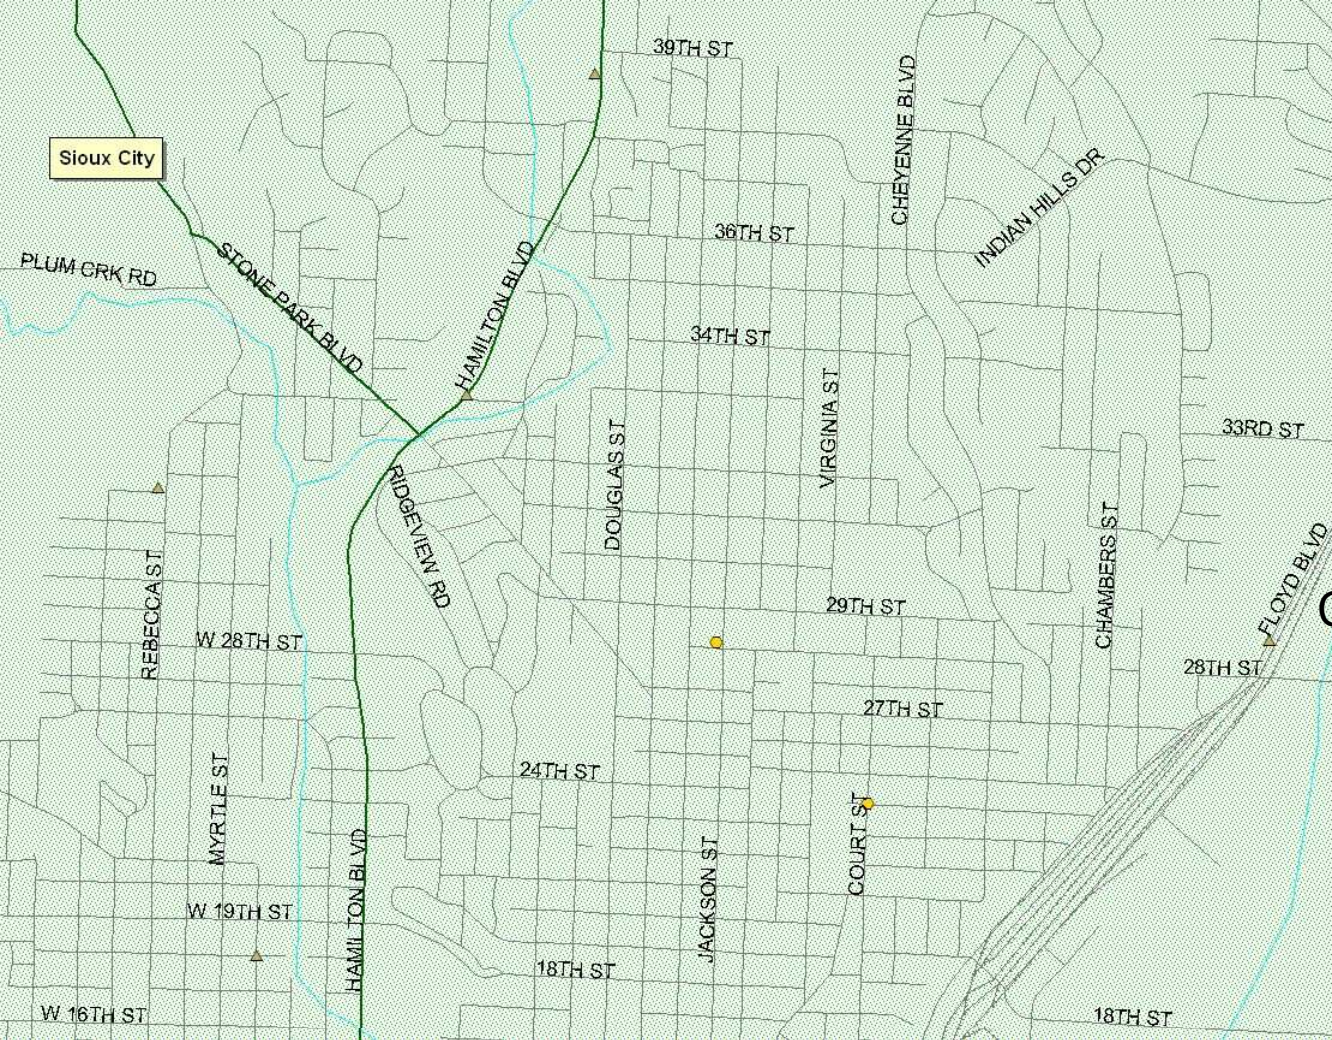 39TH ST
CHEYENNE BLVD
Sioux City
INDIAN HILLS DR
36TH ST
STONE PARK BLVD
PLUM CRK RD
HAMILTON BLVD
34TH ST
VIRGINIA ST
33RD ST
DOUGLAS ST
RIDGEVIEW RD
CHAMBERS ST
FLOYD BLVD
REBECCA ST
29TH ST
W 28TH ST
28TH ST
27TH ST
24TH ST
MYRTLE ST
COURT ST
HAMILTON BLVD
JACKSON ST
W 19TH ST
18TH ST
W 16TH ST
18TH ST